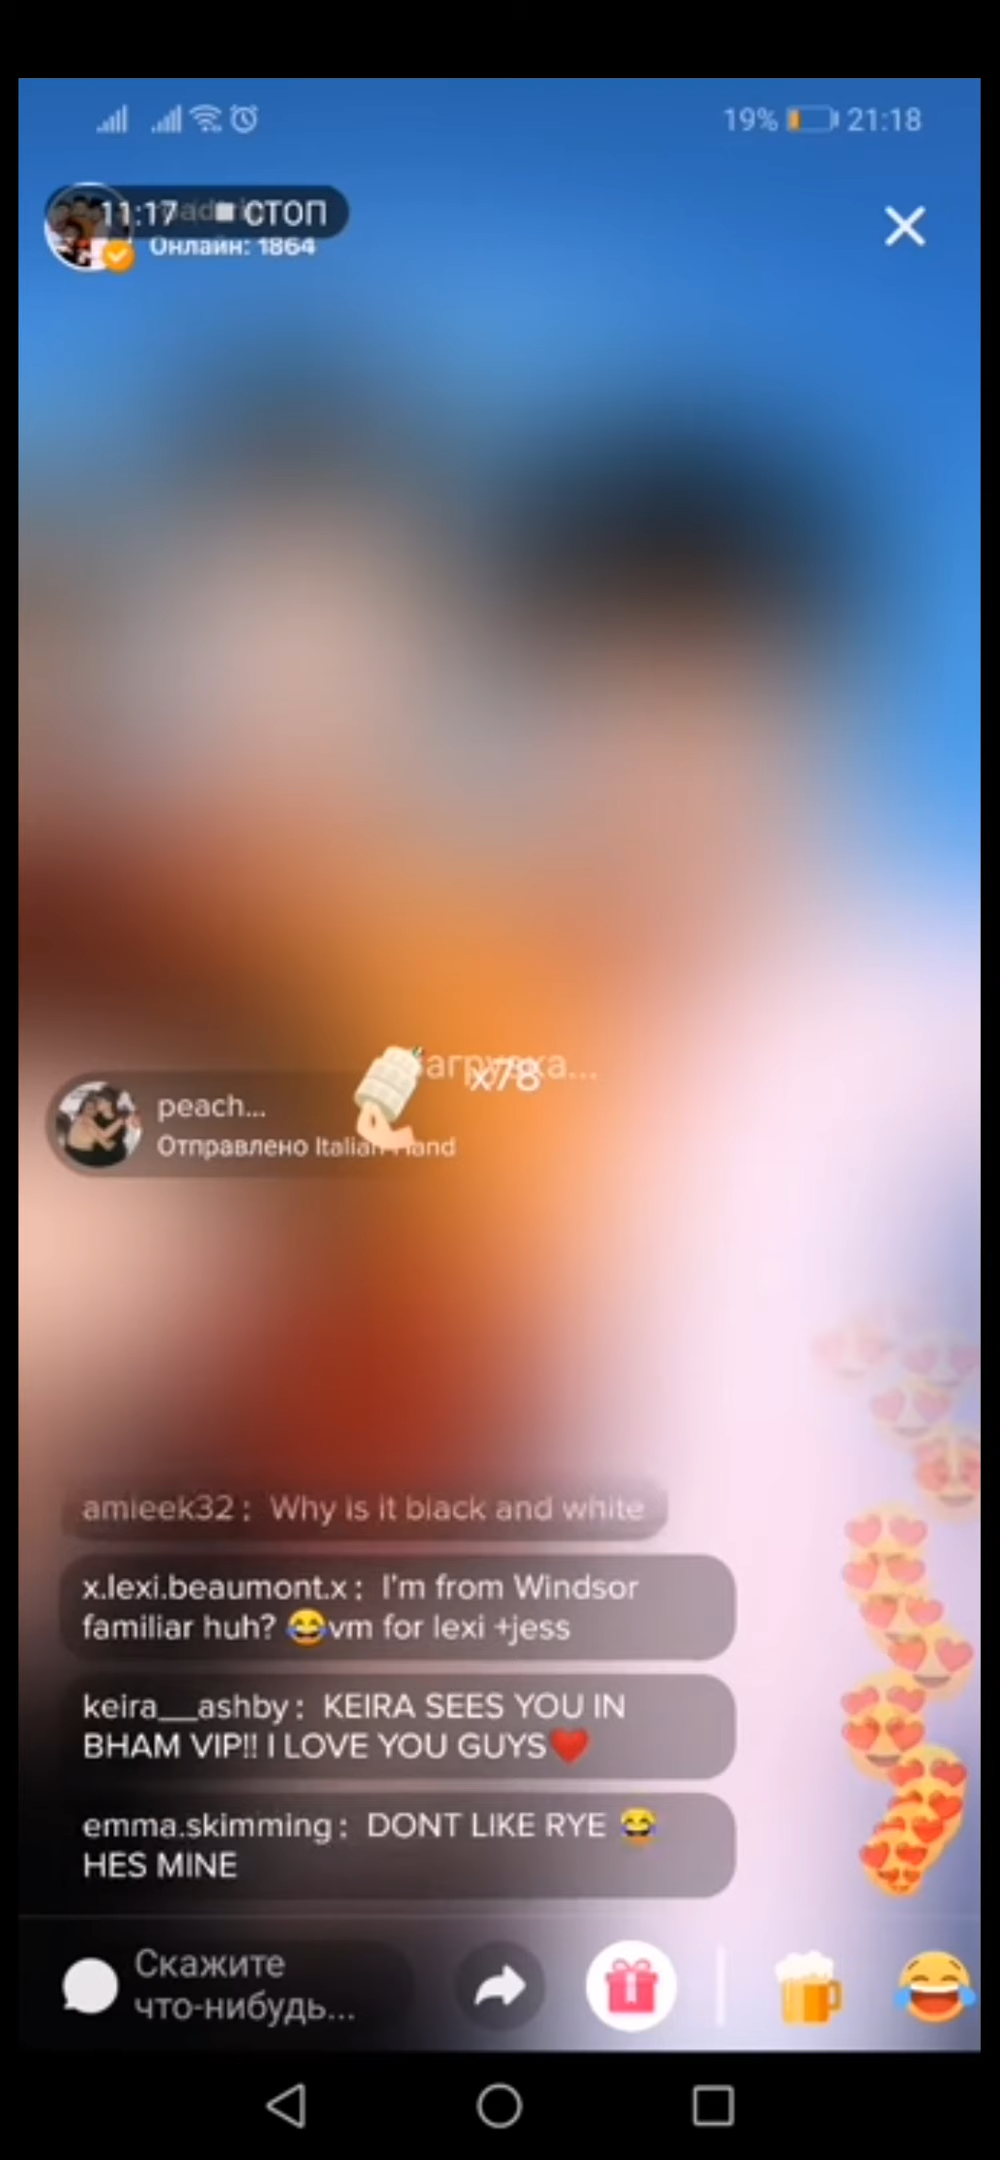 19% 21:18
11:17 СТОП
Онлайн: 1864
Загрузка...
x78
peach...
Отправлено Italian Hand
amieek32: Why is it black and white
x.lexi.beaumont.x: I'm from Windsor
familiar huh? 😂vm for lexi +jess
keira__ashby: KEIRA SEES YOU IN
BHAM VIP!! I LOVE YOU GUYS❤️
emma.skimming: DONT LIKE RYE 😂
HES MINE
Скажите
что-нибудь...